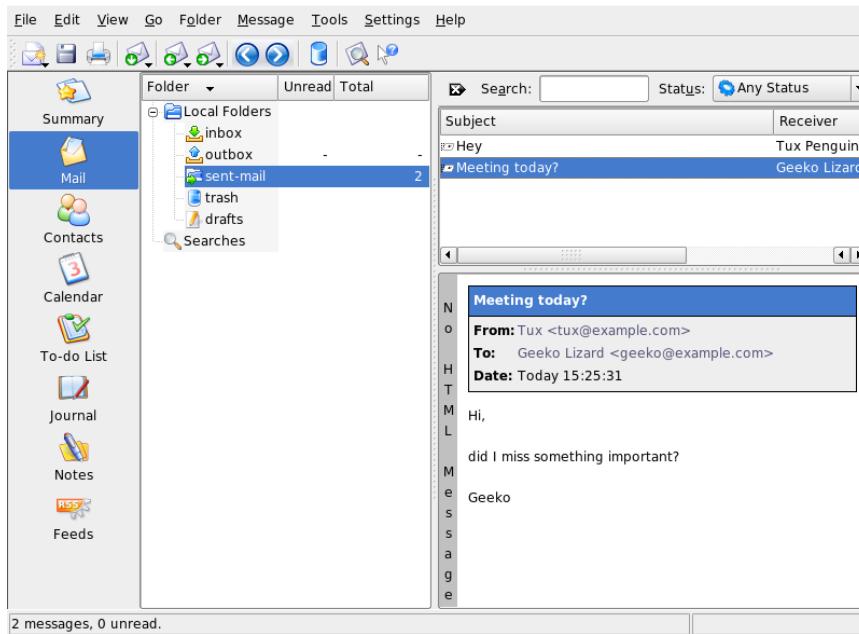 File Edit View Go Folder Message Tools Settings Help
Summary
Mail
Contacts
3
Calendar
To-do List
Journal
Notes
RSS
Feeds
Folder Unread Total
Local Folders
inbox
outbox - -
sent-mail 2
trash
drafts
Searches
Search: Status: Any Status
Subject Receiver
Hey Tux Penguin
Meeting today? Geeko Lizard
No HTML Message
Meeting today?
From: Tux <tux@example.com>
To: Geeko Lizard <geeko@example.com>
Date: Today 15:25:31
Hi,
did I miss something important?
Geeko
2 messages, 0 unread.